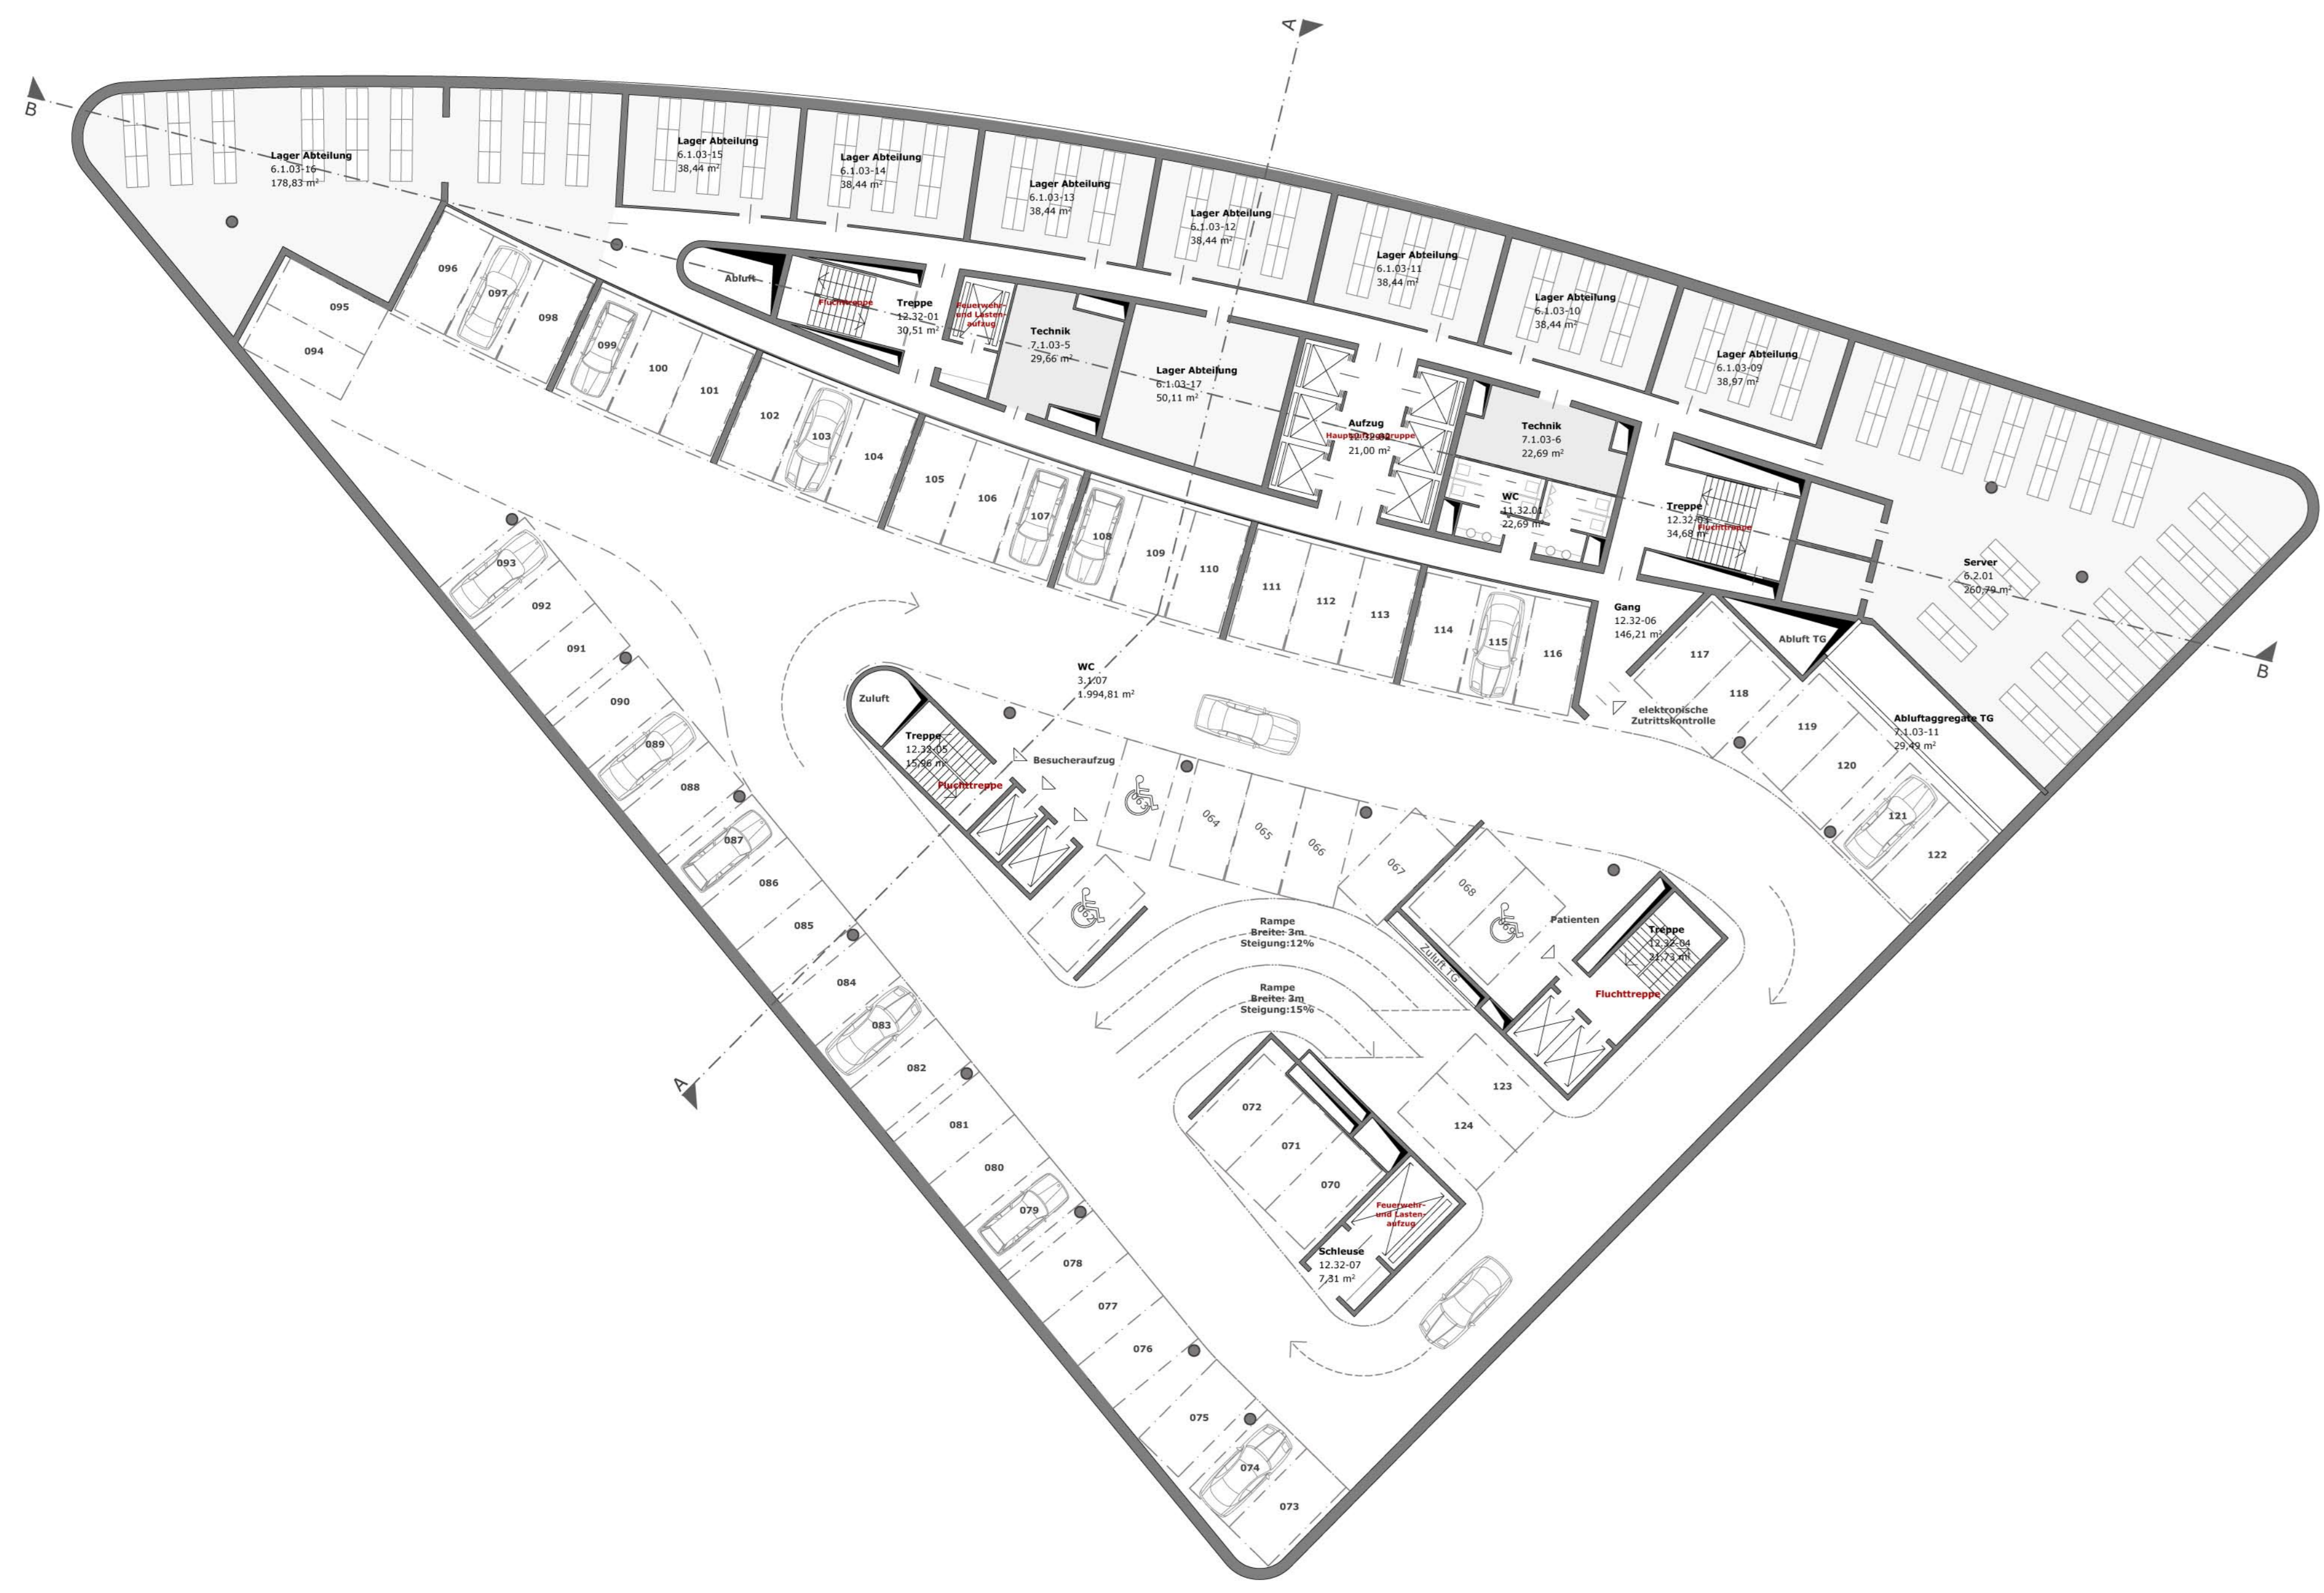 A
B
Lager Abteilung
6.1.03-16
178,83 m²
Lager Abteilung
6.1.03-15
38,44 m²
Lager Abteilung
6.1.03-14
38,44 m²
Lager Abteilung
6.1.03-13
38,44 m²
Lager Abteilung
6.1.03-12
38,44 m²
Lager Abteilung
6.1.03-11
38,44 m²
Lager Abteilung
6.1.03-10
38,44 m²
Lager Abteilung
6.1.03-09
38,97 m²
Abluft
Fluchttreppe
Treppe
12.32-01
30,51 m²
Feuerwehr-
und Lasten-
aufzug
Technik
7.1.03-5
29,66 m²
Lager Abteilung
6.1.03-17
50,11 m²
Aufzug
21,00 m²
Technik
7.1.03-6
22,69 m²
WC
11.32.01
22,69 m²
Treppe
Fluchttreppe
34,68 m²
Server
6.2.01
260,79 m²
B
Gang
12.32-06
146,21 m²
Abluft TG
Abluftaggregate TG
7.1.03-11
29,49 m²
elektronische
Zutrittskontrolle
096
097
098
095
094
099
100
101
102
103
104
105
106
107
108
109
110
111
112
113
114
115
116
117
118
119
120
121
122
093
092
091
090
089
088
087
086
085
084
083
082
081
080
079
078
077
076
075
074
073
WC
3.1.07
1.994,81 m²
Zuluft
Treppe
12.32-05
15,96 m²
Fluchttreppe
Besucheraufzug
063
062
064
065
066
067
068
069
Patienten
Treppe
12.32-04
21,73 m²
Fluchttreppe
Zuluft TG
Rampe
Breite: 3m
Steigung:12%
Rampe
Breite: 3m
Steigung:15%
123
124
072
071
070
Feuerwehr-
und Lasten-
aufzug
Schleuse
12.32-07
7,31 m²
A